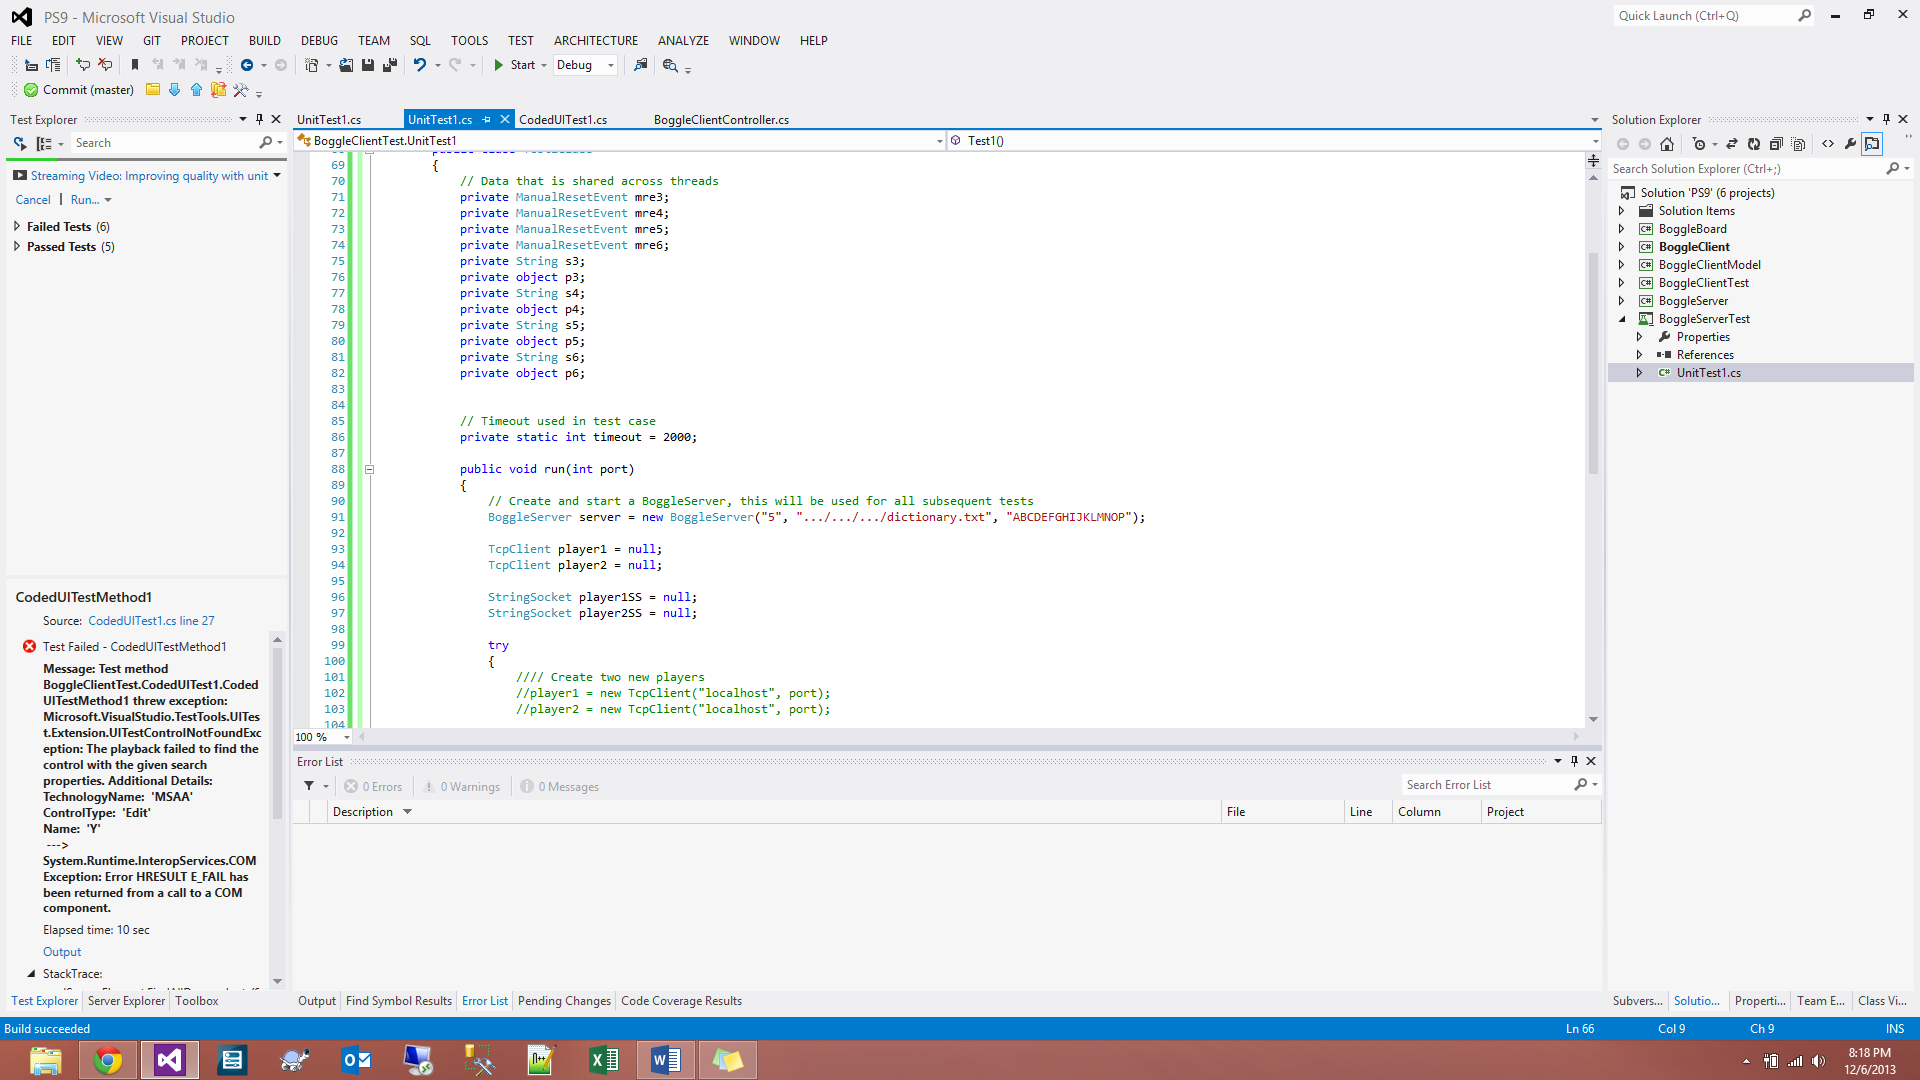 PS9 - Microsoft Visual Studio
Quick Launch (Ctrl+Q)
FILE EDIT VIEW GIT PROJECT BUILD DEBUG TEAM SQL TOOLS TEST ARCHITECTURE ANALYZE WINDOW HELP
Start Debug
Commit (master)
Test Explorer
Search
Streaming Video: Improving quality with unit
Cancel | Run...
Failed Tests (6)
Passed Tests (5)
CodedUITestMethod1
Source: CodedUITest1.cs line 27
Test Failed - CodedUITestMethod1
Message: Test method
BoggleClientTest.CodedUITest1.Coded
UITestMethod1 threw exception:
Microsoft.VisualStudio.TestTools.UITes
t.Extension.UITestControlNotFoundExc
eption: The playback failed to find the
control with the given search
properties. Additional Details:
TechnologyName: 'MSAA'
ControlType: 'Edit'
Name: 'Y'
--->
System.Runtime.InteropServices.COM
Exception: Error HRESULT E_FAIL has
been returned from a call to a COM
component.
Elapsed time: 10 sec
Output
StackTrace:
Test Explorer Server Explorer Toolbox
UnitTest1.cs UnitTest1.cs CodedUITest1.cs BoggleClientController.cs
BoggleClientTest.UnitTest1 Test1()
69 {
70 // Data that is shared across threads
71 private ManualResetEvent mre3;
72 private ManualResetEvent mre4;
73 private ManualResetEvent mre5;
74 private ManualResetEvent mre6;
75 private String s3;
76 private object p3;
77 private String s4;
78 private object p4;
79 private String s5;
80 private object p5;
81 private String s6;
82 private object p6;
83
84
85 // Timeout used in test case
86 private static int timeout = 2000;
87
88 public void run(int port)
89 {
90 // Create and start a BoggleServer, this will be used for all subsequent tests
91 BoggleServer server = new BoggleServer("5", ".../.../.../dictionary.txt", "ABCDEFGHIJKLMNOP");
92
93 TcpClient player1 = null;
94 TcpClient player2 = null;
95
96 StringSocket player1SS = null;
97 StringSocket player2SS = null;
98
99 try
100 {
101 //// Create two new players
102 //player1 = new TcpClient("localhost", port);
103 //player2 = new TcpClient("localhost", port);
104
100 %
Error List
0 Errors 0 Warnings 0 Messages
Search Error List
Description File Line Column Project
Output Find Symbol Results Error List Pending Changes Code Coverage Results
Solution Explorer
Search Solution Explorer (Ctrl+;)
Solution 'PS9' (6 projects)
Solution Items
BoggleBoard
BoggleClient
BoggleClientModel
BoggleClientTest
BoggleServer
BoggleServerTest
Properties
References
UnitTest1.cs
Subvers... Solutio... Properti... Team E... Class Vi...
Build succeeded
Ln 66 Col 9 Ch 9 INS
8:18 PM
12/6/2013